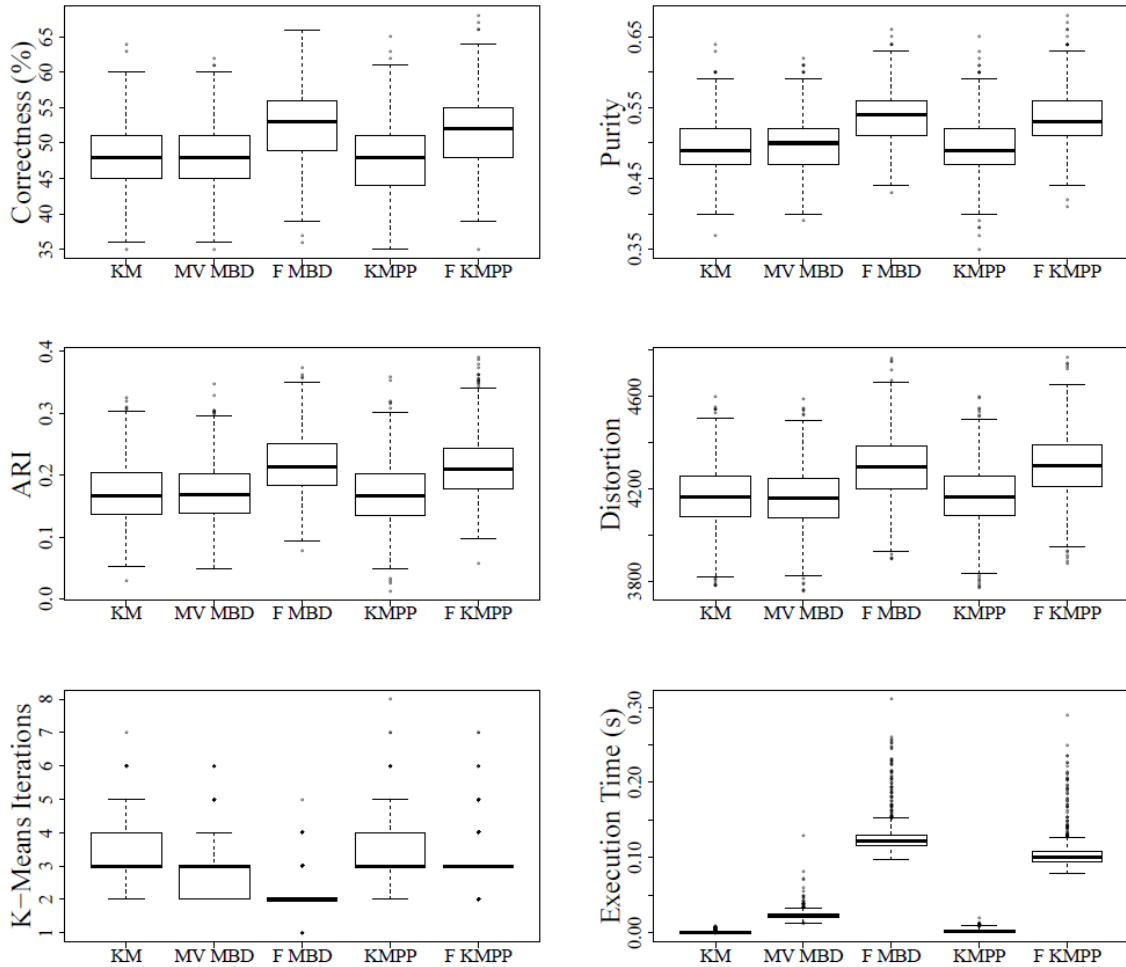 Correctness (%)
65
60
55
50
45
40
35
KM MV MBD F MBD KMPP F KMPP
Purity
0.65
0.55
0.45
0.35
KM MV MBD F MBD KMPP F KMPP
ARI
0.4
0.3
0.2
0.1
0.0
KM MV MBD F MBD KMPP F KMPP
Distortion
4600
4200
3800
KM MV MBD F MBD KMPP F KMPP
K−Means Iterations
8
7
6
5
4
3
2
1
KM MV MBD F MBD KMPP F KMPP
Execution Time (s)
0.30
0.20
0.10
0.00
KM MV MBD F MBD KMPP F KMPP